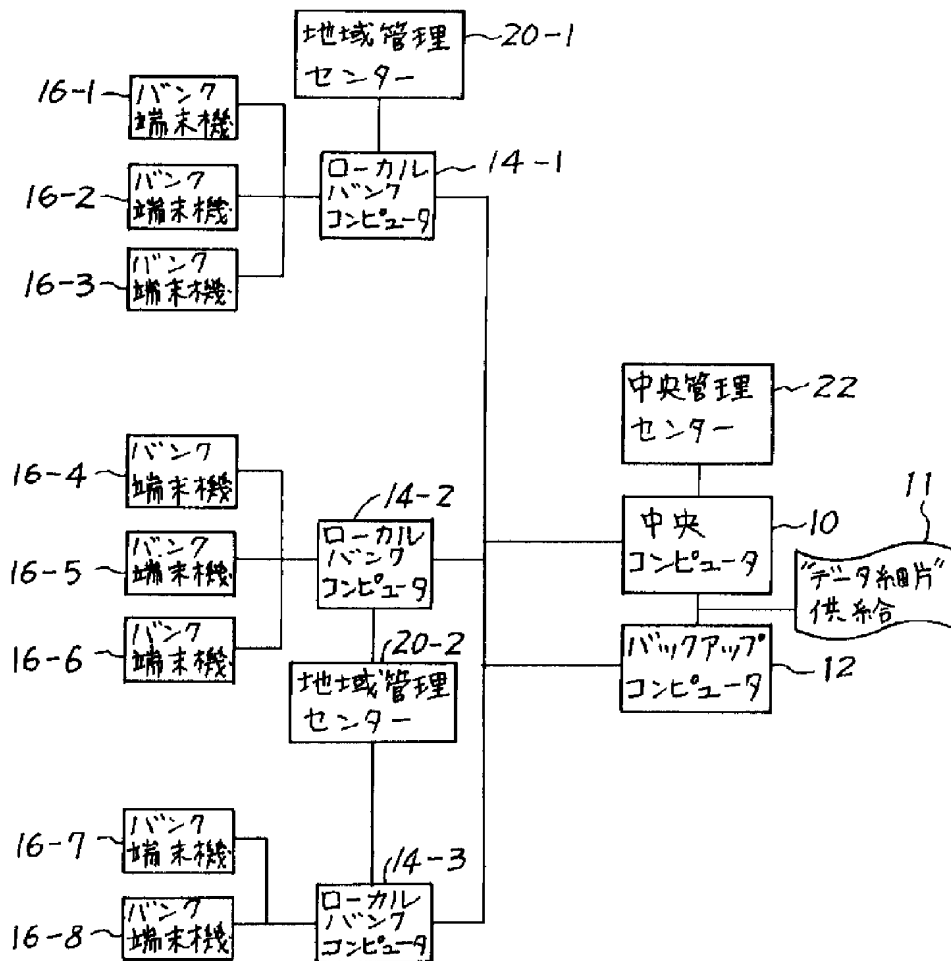 地域管理
センター
20-1
16-1
バンク
端末機
ローカル
バンク
コンピュータ
14-1
16-2
バンク
端末機
16-3
バンク
端末機
中央管理
センター
22
16-4
バンク
端末機
14-2
ローカル
バンク
コンピュータ
中央
コンピュータ
10
11
"データ細片"
供給
16-5
バンク
端末機
16-6
バンク
端末機
20-2
地域管理
センター
バックアップ
コンピュータ
12
16-7
バンク
端末機
14-3
ローカル
バンク
コンピュータ
16-8
バンク
端末機